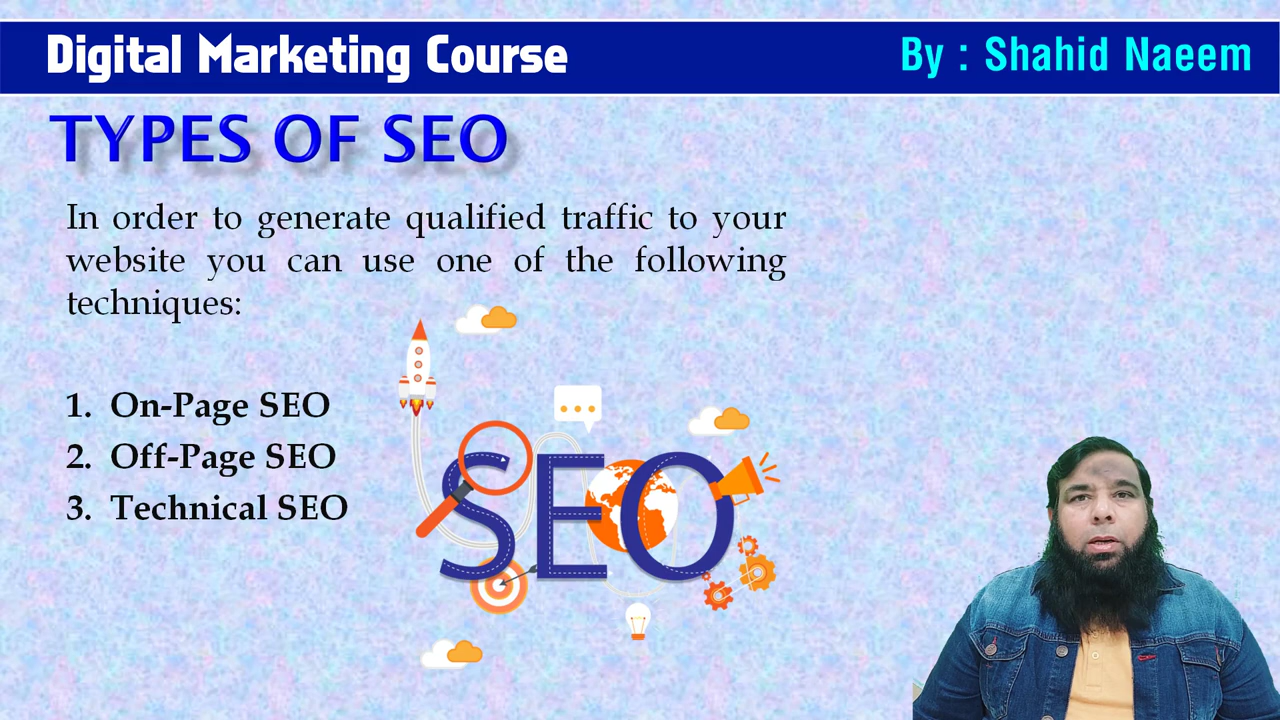 Digital Marketing Course
By : Shahid Naeem
TYPES OF SEO
In order to generate qualified traffic to your
website you can use one of the following
techniques:
1. On-Page SEO
2. Off-Page SEO
3. Technical SEO
SEO